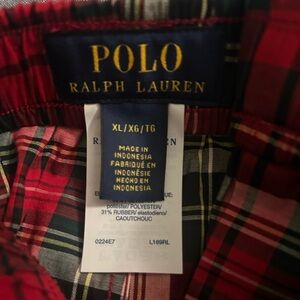 POLO
RALPH LAUREN
XL/XG/TG
MADE IN
INDONESIA
FABRIQUÉ EN
INDONÉSIE
HECHO EN
INDONESIA
polyester/ POLYESTER/
31% RUBBER/ elastodieno/
CAOUTCHOUC
0224E7 L169RL